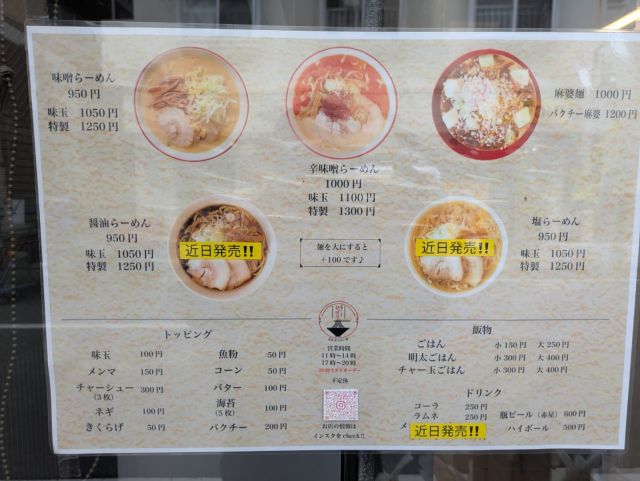 味噌らーめん
950円
味玉 1050円
特製 1250円
辛味噌らーめん
1000円
味玉 1100円
特製 1300円
麻婆麺 1000円
パクチー麻婆 1200円
醤油らーめん
950円
味玉 1050円
特製 1250円
近日発売!!
麺を大にすると
+100です♪
近日発売!!
塩らーめん
950円
味玉 1050円
特製 1250円
トッピング
味玉 100円
メンマ 150円
チャーシュー 300円
(3枚)
ネギ 100円
きくらげ 50円
魚粉 50円
コーン 50円
バター 100円
海苔 100円
(5枚)
パクチー 200円
営業時間
11時〜14時
17時〜20時
不定休
お店の情報は
インスタをcheck!!
飯物
ごはん 小150円 大250円
明太ごはん 小300円 大400円
チャー玉ごはん 小300円 大400円
ドリンク
コーラ 250円
ラムネ 250円
近日発売!!
瓶ビール(赤星) 600円
ハイボール 500円